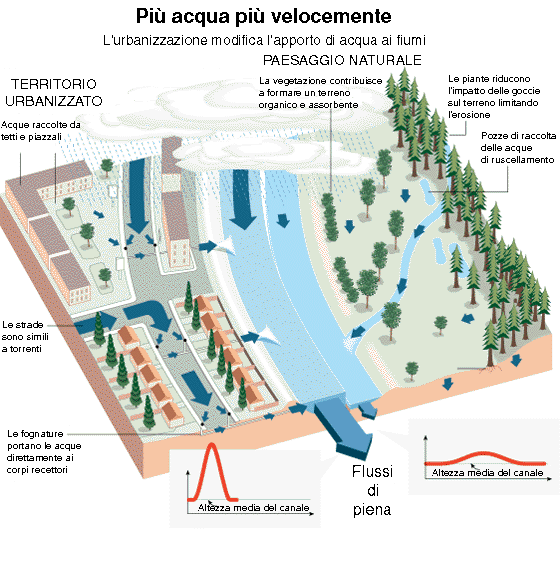 Più acqua più velocemente
L'urbanizzazione modifica l'apporto di acqua ai fiumi
PAESAGGIO NATURALE
TERRITORIO
URBANIZZATO
Acque raccolte da
tetti e piazzali
La vegetazione contribuisce
a formare un terreno
organico e assorbente
Le piante riducono
l'impatto delle goccie
sul terreno limitando
l'erosione
Pozze di raccolta
delle acque
di ruscellamento
Le strade
sono simili
a torrenti
Le fognature
portano le acque
direttamente ai
corpi recettori
Altezza media del canale
Flussi
di
piena
Altezza media del canale